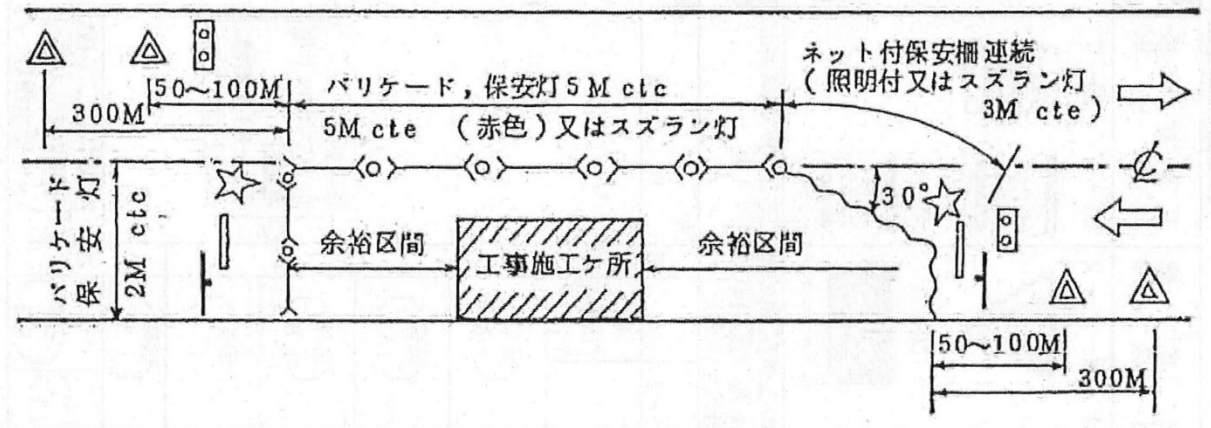 ネット付保安柵連続
(照明付又はスズラン灯
3M cte)
50~100M
バリケード,保安灯5M ctc
300M
5M cte (赤色)又はスズラン灯
バリケード
保安灯
2M ctc
30°
余裕区間
工事施工ヶ所
余裕区間
50~100M
300M